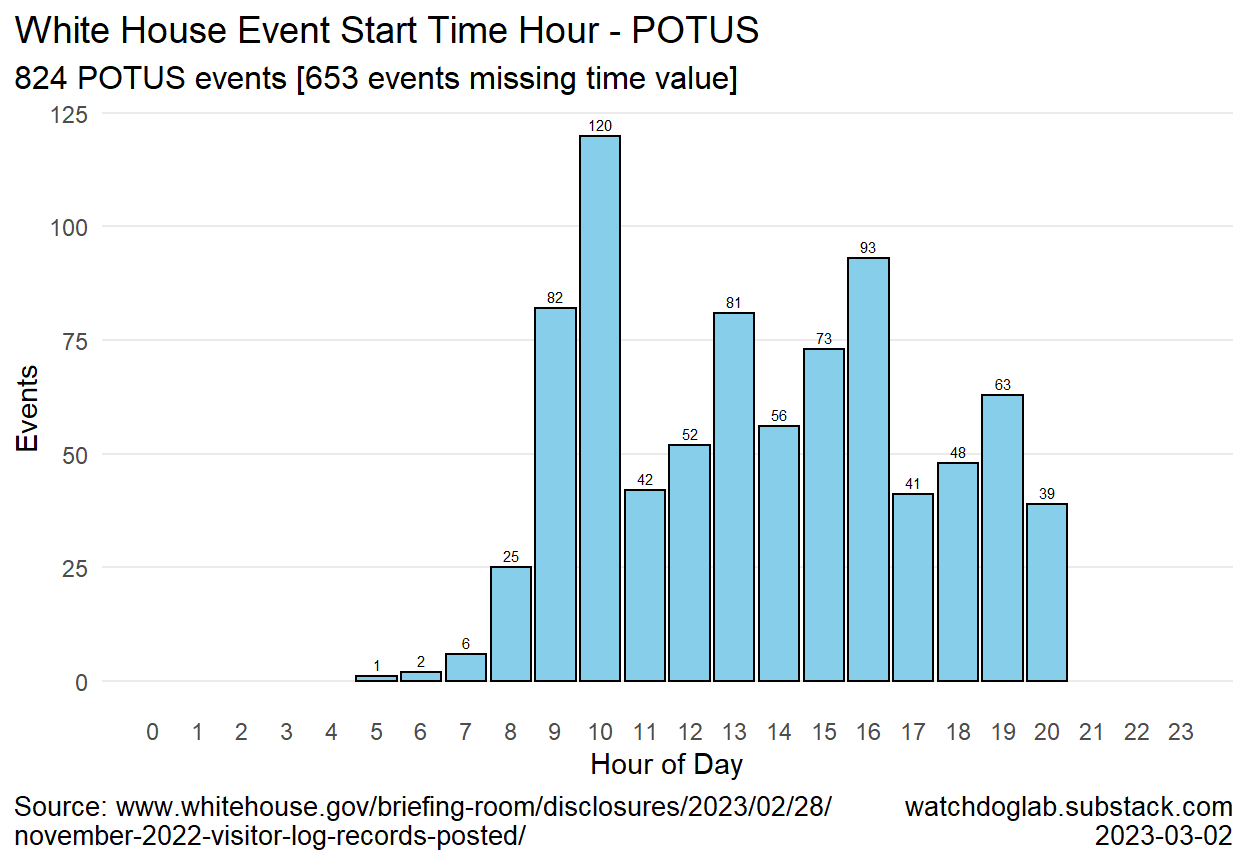 White House Event Start Time Hour - POTUS
824 POTUS events [653 events missing time value]
125
100
75
50
25
0
Events
120
93
82
81
73
63
56
52
48
42
41
39
25
6
2
1
0 1 2 3 4 5 6 7 8 9 10 11 12 13 14 15 16 17 18 19 20 21 22 23
Hour of Day
Source: www.whitehouse.gov/briefing-room/disclosures/2023/02/28/
november-2022-visitor-log-records-posted/
watchdoglab.substack.com
2023-03-02